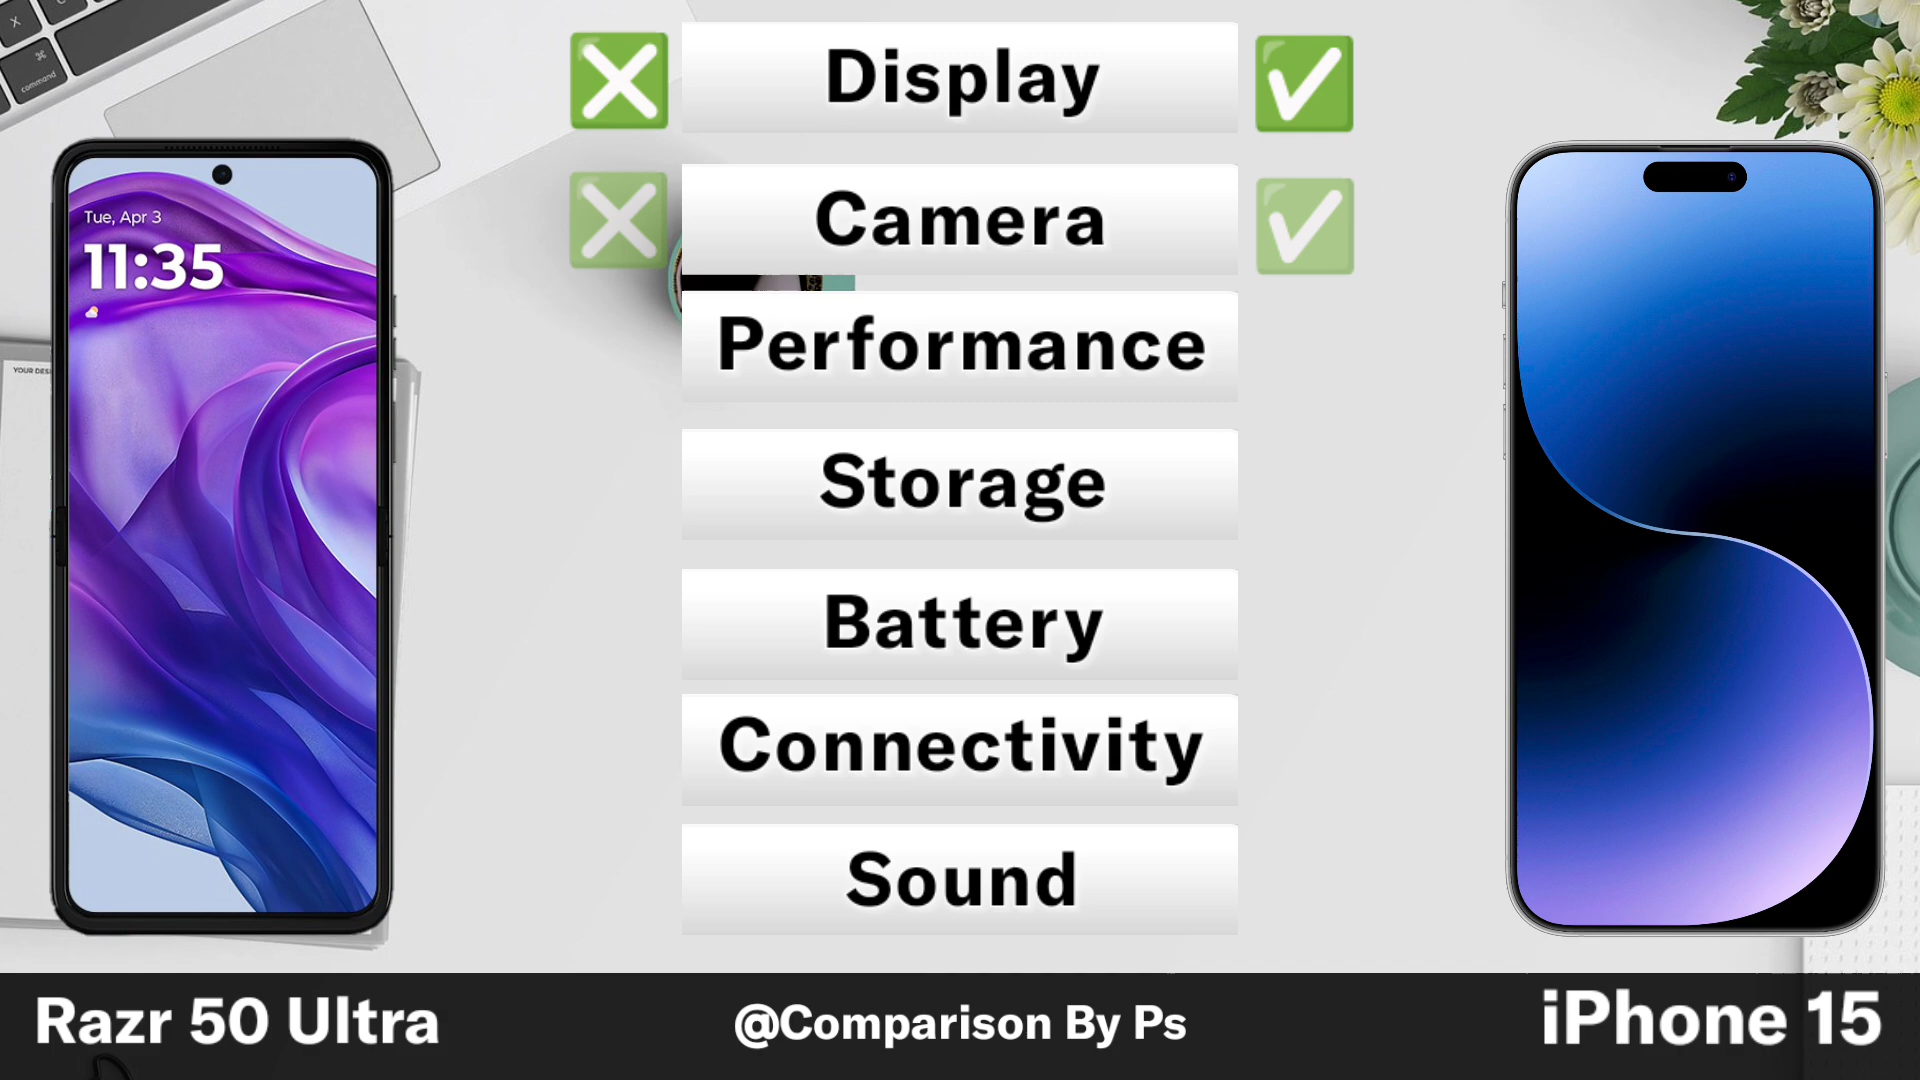 command
Display
Camera
Performance
Storage
Battery
Connectivity
Sound
Tue, Apr 3
11:35
Razr 50 Ultra
@Comparison By Ps
iPhone 15